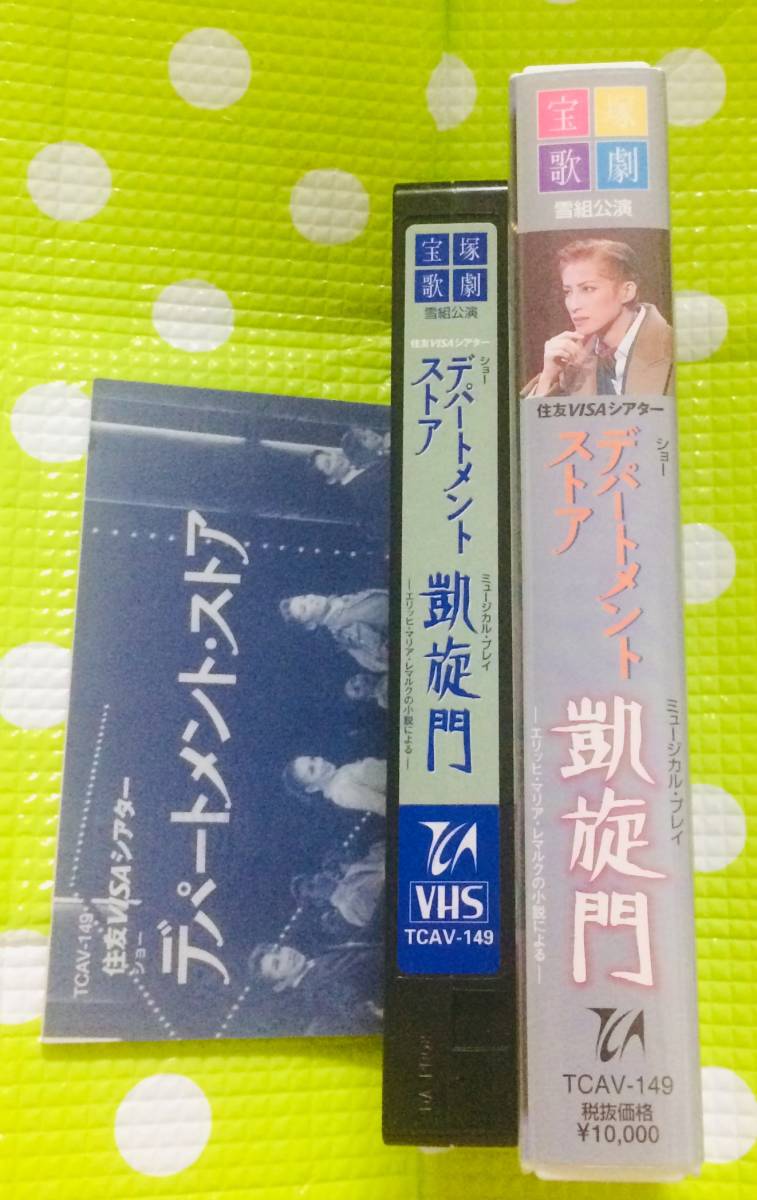 TCAV-149
住友VISAシアター
ショー
デパートメント・ストア
宝塚
歌劇
雪組公演
住友VISAシアター
ショー
デパートメント
ストア
ミュージカル・プレイ
凱旋門
―エリッヒ・マリア・レマルクの小説による―
VHS
TCAV-149
宝塚
歌劇
雪組公演
住友VISAシアター
ショー
デパートメント
ストア
ミュージカル・プレイ
凱旋門
―エリッヒ・マリア・レマルクの小説による―
TCAV-149
税抜価格
¥10,000